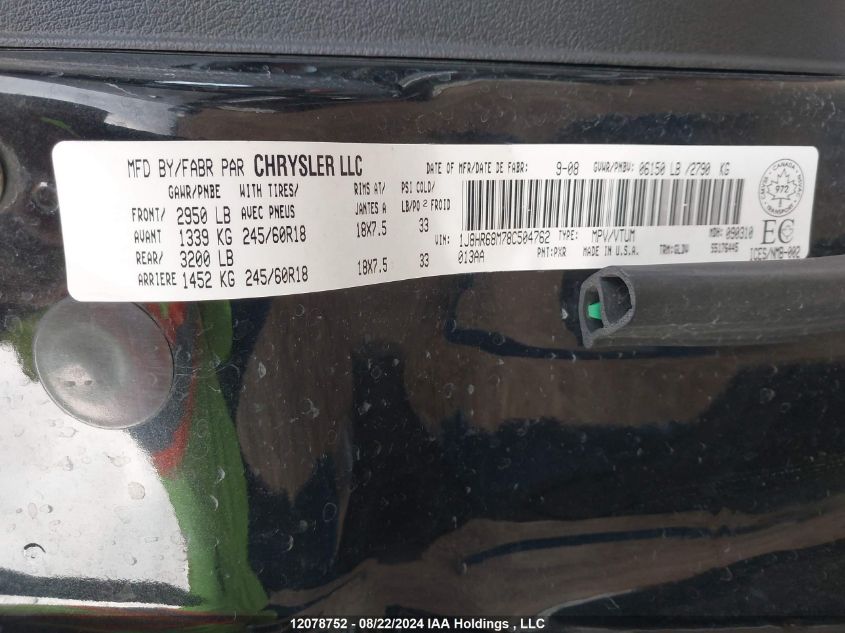 MFD BY/FABR PAR CHRYSLER LLC DATE OF MFR/DATE DE FABR: 9-08 GVWR/PNBV: 06150 LB /2790 KG
GAWR/PNBE WITH TIRES/ RIMS AT/ PSI COLD/
FRONT/ 2950 LB AVEC PNEUS JANTES A LB/PO² FROID
AVANT 1339 KG 245/60R18 18X7.5 33
REAR/ 3200 LB
ARRIERE 1452 KG 245/60R18 18X7.5 33
VIN: 1J8HR68M78C504762 TYPE: MPV/VTUM MDH: 090310
013AA PNT: PXR MADE IN U.S.A. TRM: GLDV 55176445
CANADA
972
EC
ICES/NMB-002
12078752 - 08/22/2024 IAA Holdings , LLC